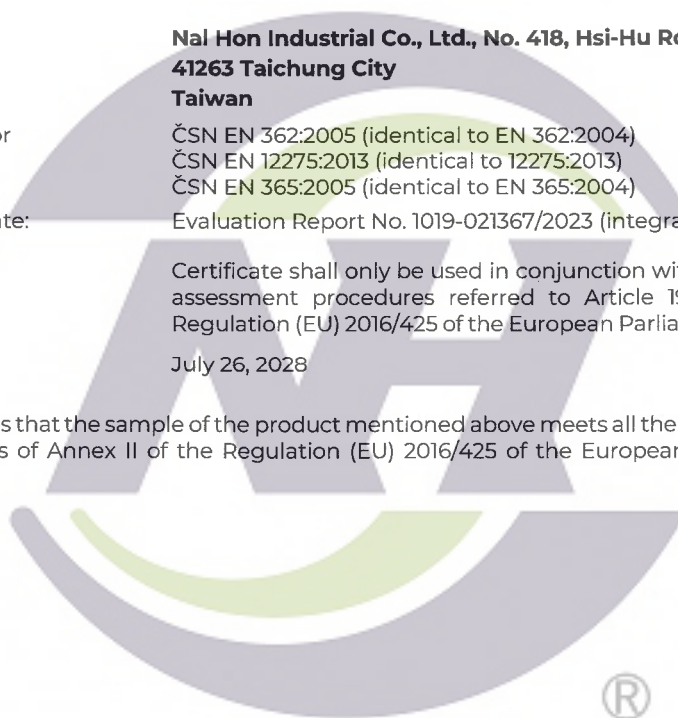 Nal Hon Industrial Co., Ltd., No. 418, Hsi-Hu Ro
41263 Taichung City
Taiwan
or
ČSN EN 362:2005 (identical to EN 362:2004)
ČSN EN 12275:2013 (identical to 12275:2013)
ČSN EN 365:2005 (identical to EN 365:2004)
ate:
Evaluation Report No. 1019-021367/2023 (integra
Certificate shall only be used in conjunction wit
assessment procedures referred to Article 19
Regulation (EU) 2016/425 of the European Parlia
July 26, 2028
s that the sample of the product mentioned above meets all the
s of Annex II of the Regulation (EU) 2016/425 of the European
NH
®